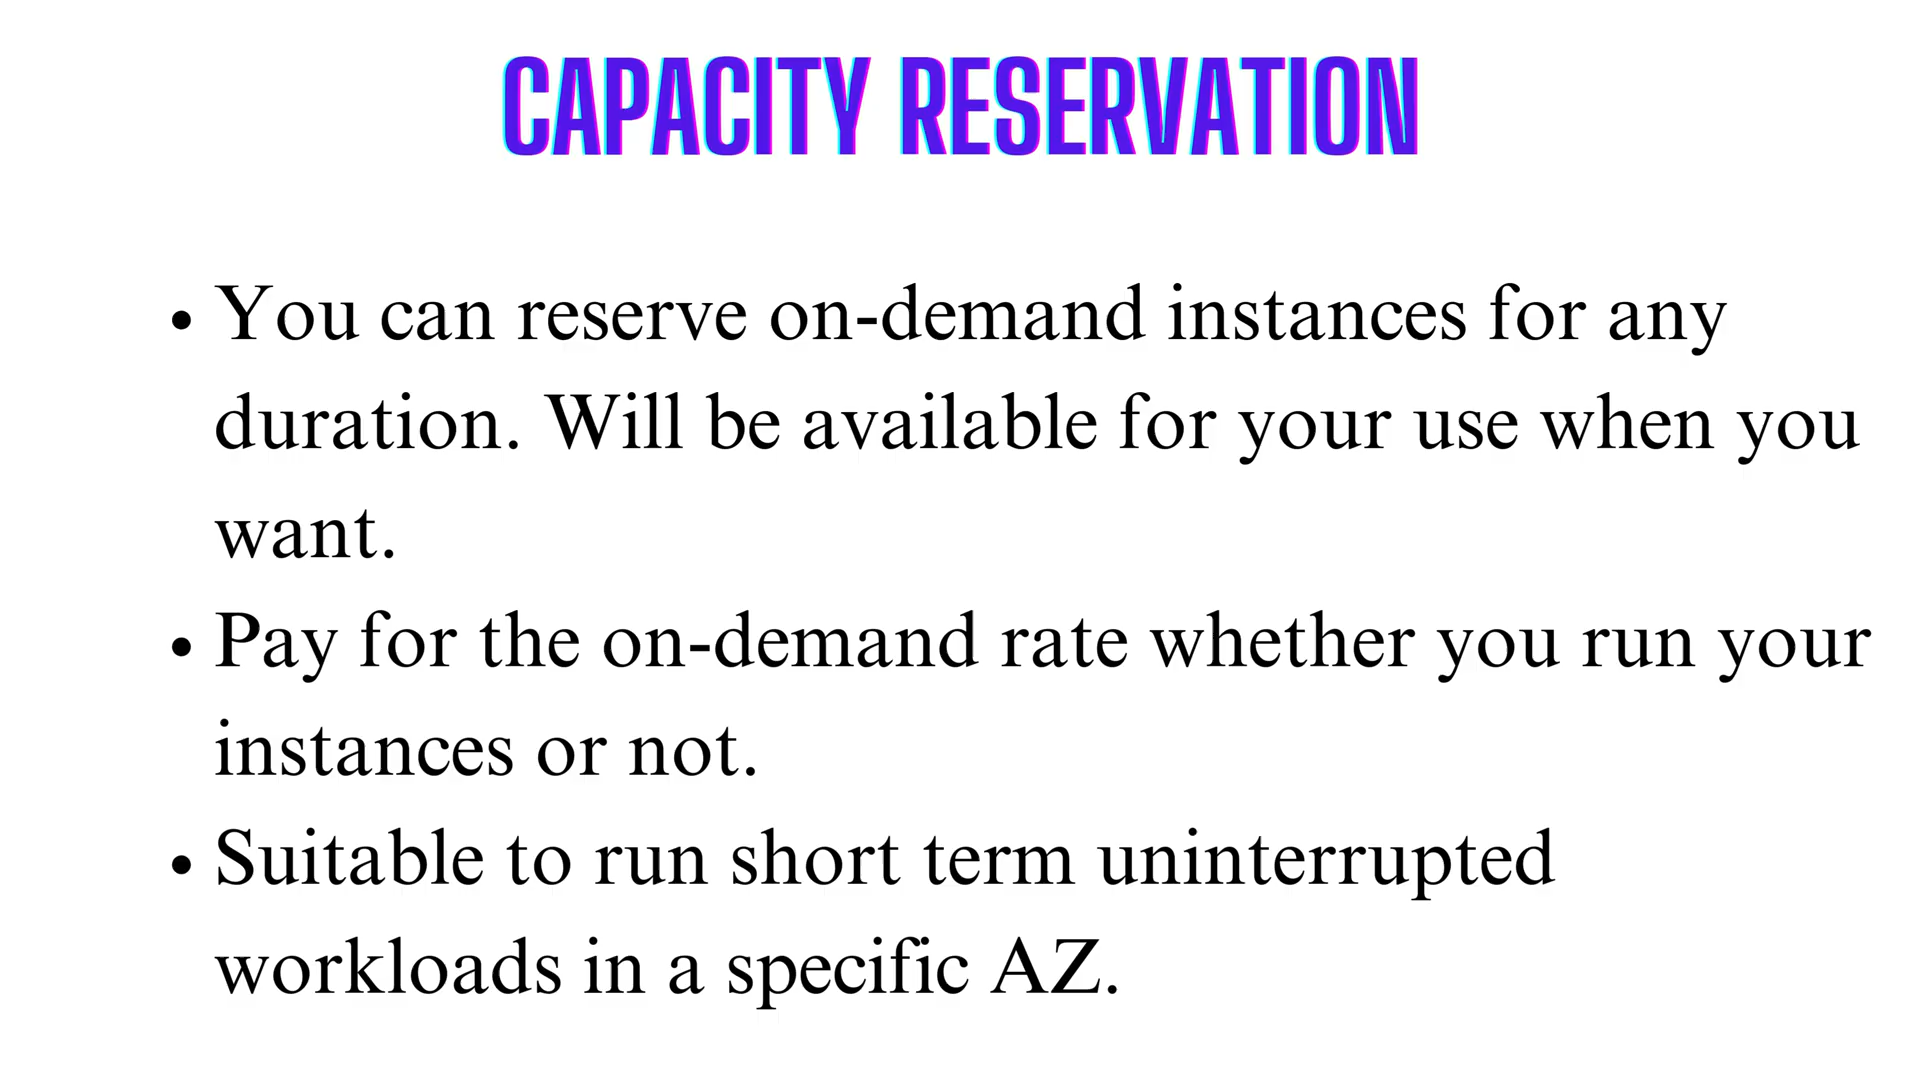 CAPACITY RESERVATION
• You can reserve on-demand instances for any
duration. Will be available for your use when you
want.
• Pay for the on-demand rate whether you run your
instances or not.
• Suitable to run short term uninterrupted
workloads in a specific AZ.